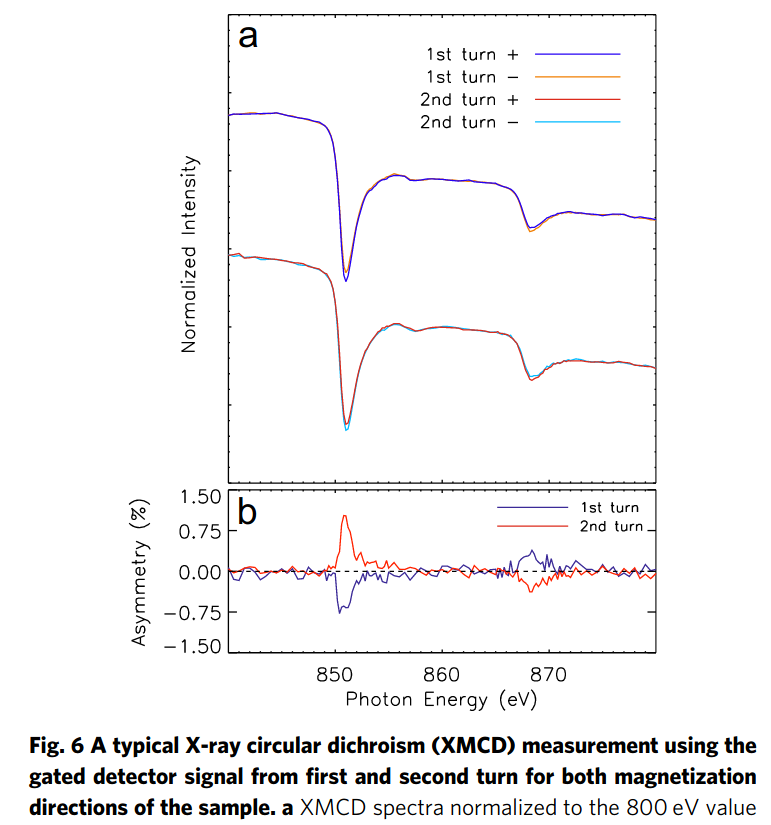 a
1st turn +
1st turn −
2nd turn +
2nd turn −
Normalized Intensity
b
1st turn
2nd turn
1.50
0.75
0.00
−0.75
−1.50
Asymmetry (%)
850 860 870
Photon Energy (eV)
Fig. 6 A typical X-ray circular dichroism (XMCD) measurement using the
gated detector signal from first and second turn for both magnetization
directions of the sample. a XMCD spectra normalized to the 800 eV value